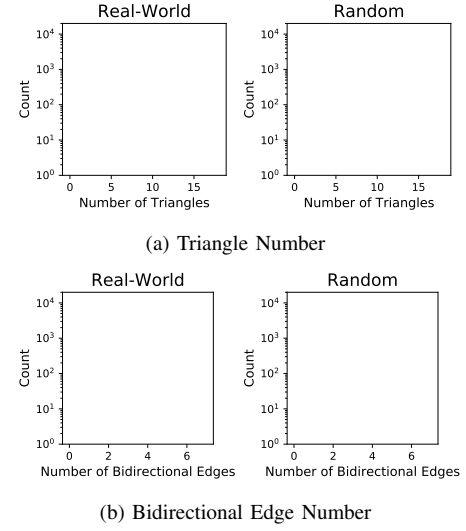 Real-World Random
10⁴ 10⁴
10³ 10³
Count Count
10² 10²
10¹ 10¹
10⁰ 10⁰
0 5 10 15 0 5 10 15
Number of Triangles Number of Triangles
(a) Triangle Number
Real-World Random
10⁴ 10⁴
10³ 10³
Count Count
10² 10²
10¹ 10¹
10⁰ 10⁰
0 2 4 6 0 2 4 6
Number of Bidirectional Edges Number of Bidirectional Edges
(b) Bidirectional Edge Number